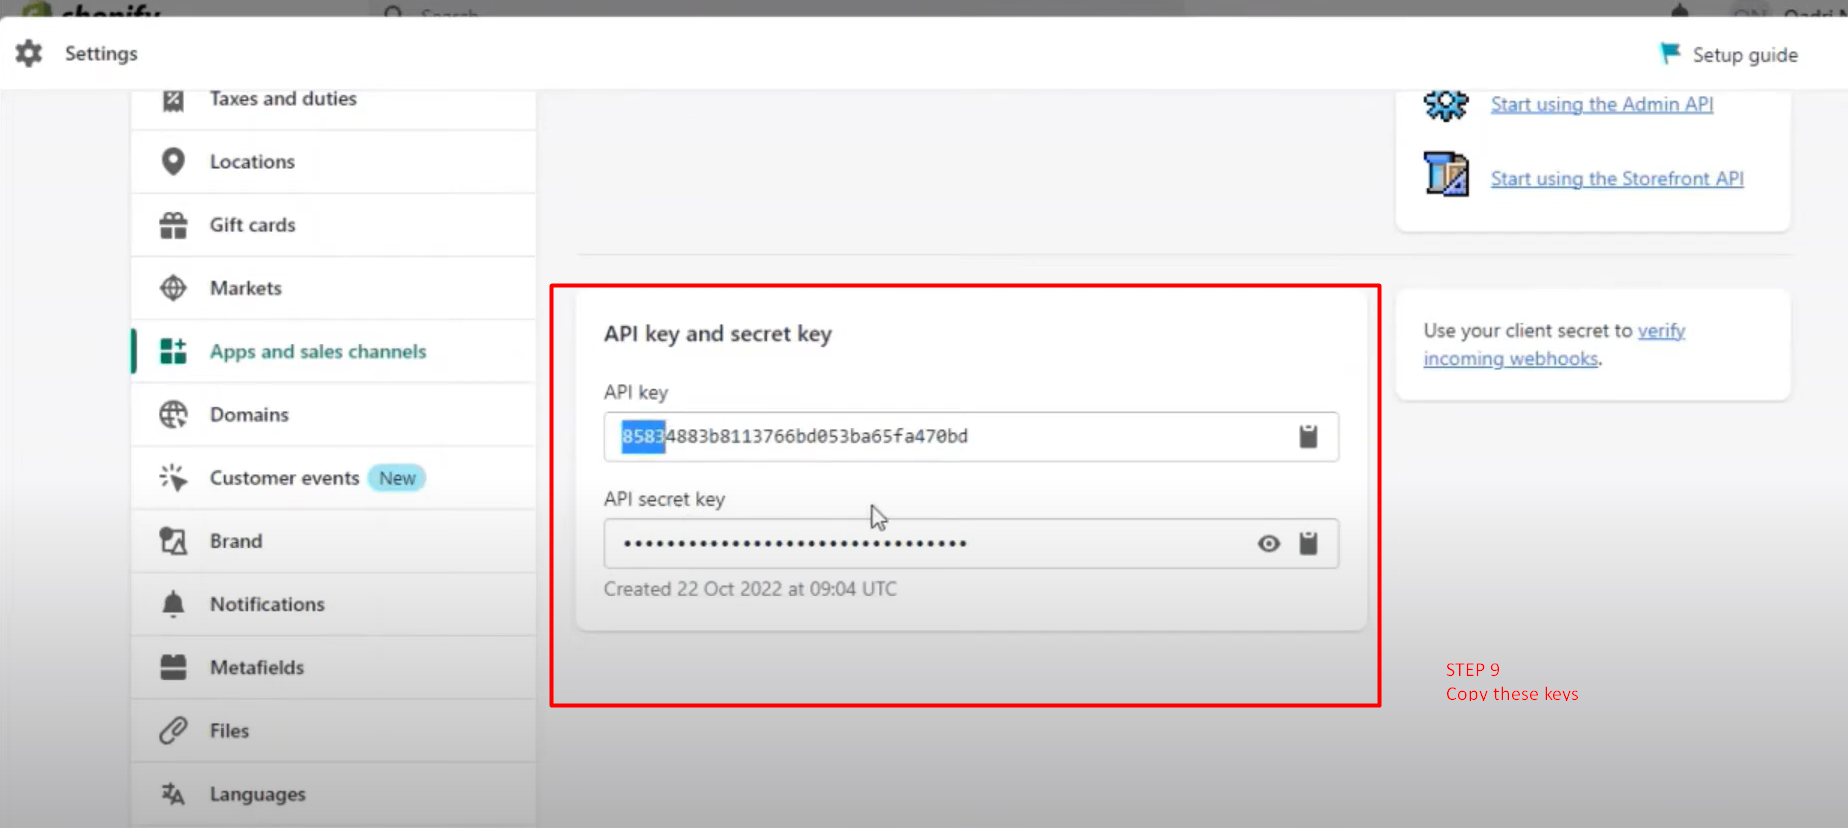 shopify
Search
Settings
Setup guide
Taxes and duties
Locations
Gift cards
Markets
Apps and sales channels
Domains
Customer events New
Brand
Notifications
Metafields
Files
Languages
Start using the Admin API
Start using the Storefront API
API key and secret key
API key
85834883b8113766bd053ba65fa470bd
API secret key
••••••••••••••••••••••••••••••••
Created 22 Oct 2022 at 09:04 UTC
Use your client secret to verify
incoming webhooks.
STEP 9
Copy these keys